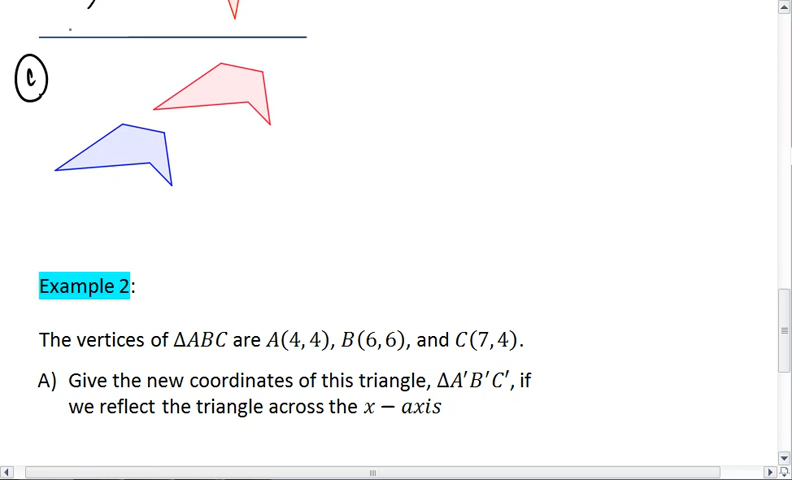 C
Example 2:
The vertices of ΔABC are A(4,4), B(6,6), and C(7,4).
A) Give the new coordinates of this triangle, ΔA′B′C′, if
we reflect the triangle across the x − axis